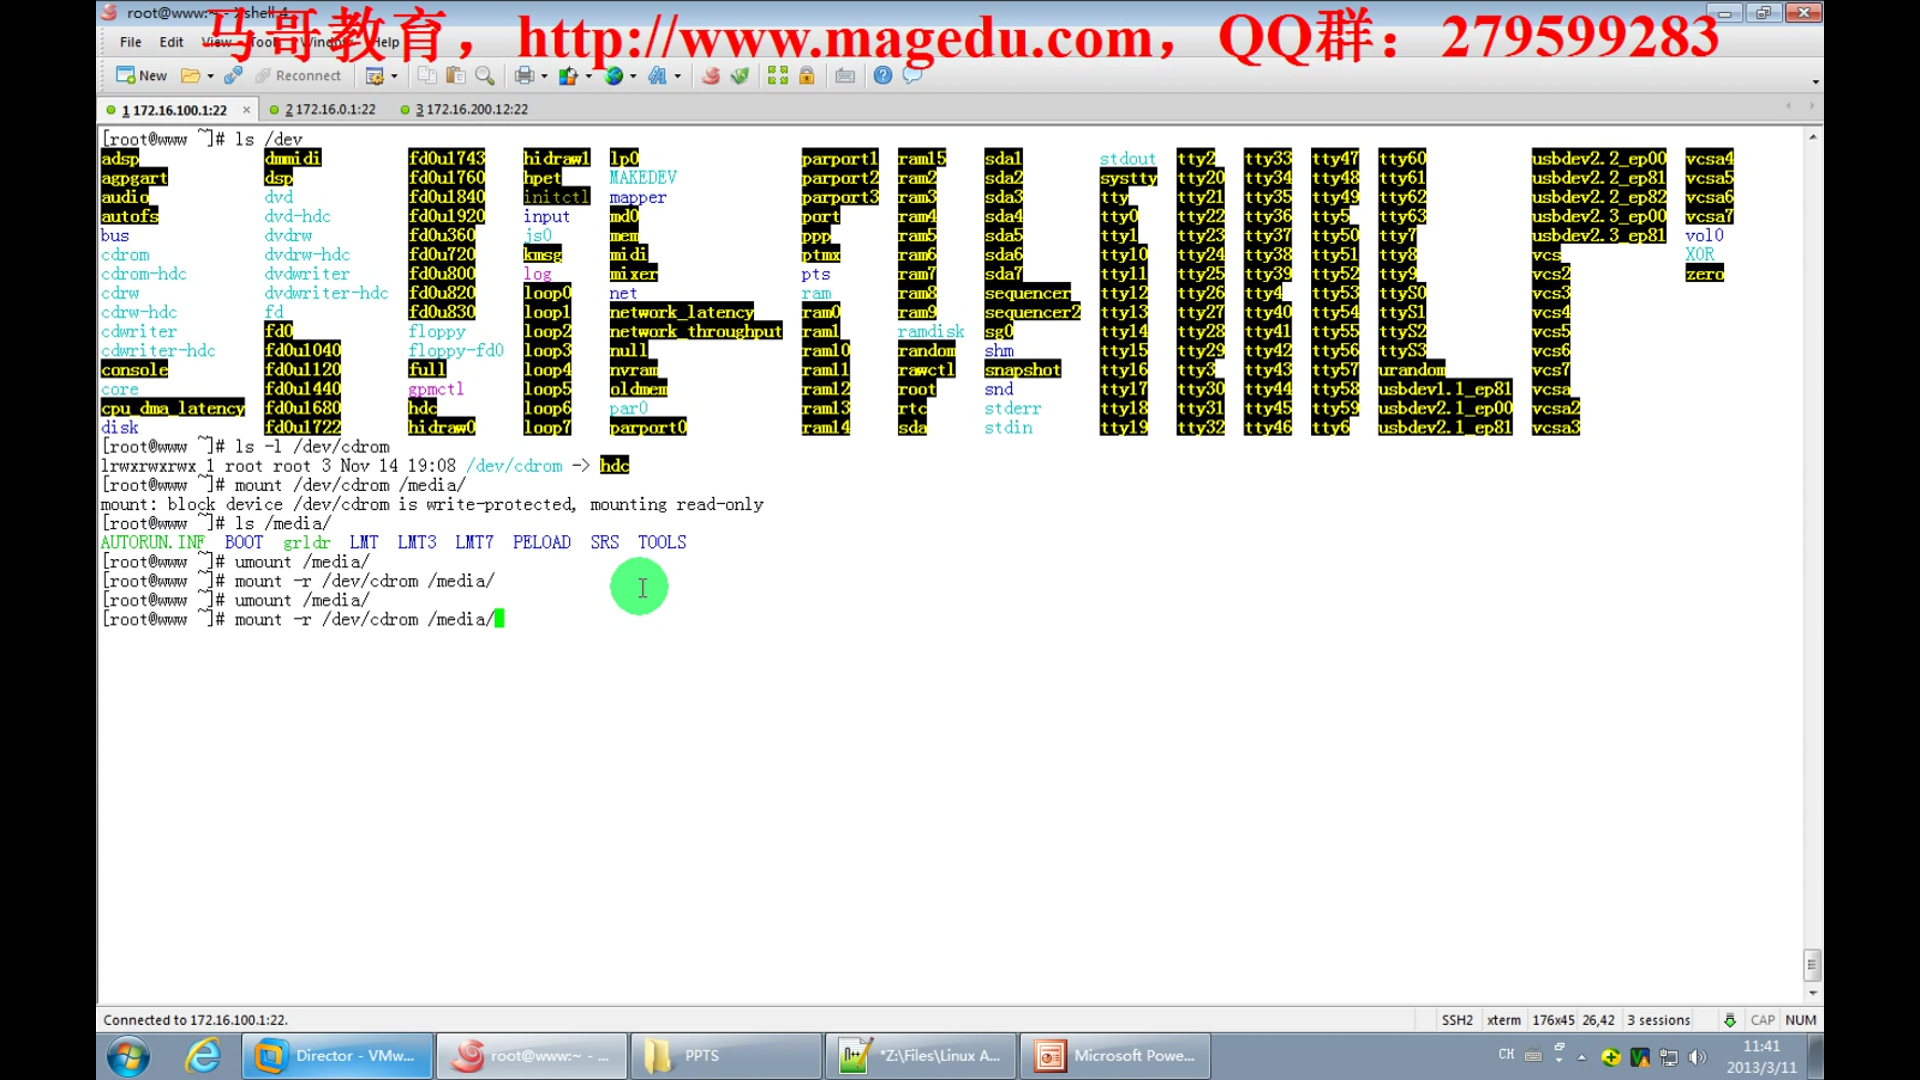 root@www:~ - Xshell 4
马哥教育，http://www.magedu.com，QQ群：279599283
File Edit View Tools Window Help
New Reconnect
1 172.16.100.1:22 × 2 172.16.0.1:22 3 172.16.200.12:22
[root@www ~]# ls /dev
adsp dmmidi fd0u1743 hidraw1 lp0 parport1 ram15 sda1 stdout tty2 tty33 tty47 tty60 usbdev2.2_ep00 vcsa4
agpgart dsp fd0u1760 hpet MAKEDEV parport2 ram2 sda2 systty tty20 tty34 tty48 tty61 usbdev2.2_ep81 vcsa5
audio dvd fd0u1840 initctl mapper parport3 ram3 sda3 tty tty21 tty35 tty49 tty62 usbdev2.2_ep82 vcsa6
autofs dvd-hdc fd0u1920 input md0 port ram4 sda4 tty0 tty22 tty36 tty5 tty63 usbdev2.3_ep00 vcsa7
bus dvdrw fd0u360 js0 mem ppp ram5 sda5 tty1 tty23 tty37 tty50 tty7 usbdev2.3_ep81 vol0
cdrom dvdrw-hdc fd0u720 kmsg midi ptmx ram6 sda6 tty10 tty24 tty38 tty51 tty8 vcs XOR
cdrom-hdc dvdwriter fd0u800 log mixer pts ram7 sda7 tty11 tty25 tty39 tty52 tty9 vcs2 zero
cdrw dvdwriter-hdc fd0u820 loop0 net ram ram8 sequencer tty12 tty26 tty4 tty53 ttyS0 vcs3
cdrw-hdc fd fd0u830 loop1 network_latency ram0 ram9 sequencer2 tty13 tty27 tty40 tty54 ttyS1 vcs4
cdwriter fd0 floppy loop2 network_throughput ram1 ramdisk sg0 tty14 tty28 tty41 tty55 ttyS2 vcs5
cdwriter-hdc fd0u1040 floppy-fd0 loop3 null ram10 random shm tty15 tty29 tty42 tty56 ttyS3 vcs6
console fd0u1120 full loop4 nvram ram11 rawctl snapshot tty16 tty3 tty43 tty57 urandom vcs7
core fd0u1440 gpmctl loop5 oldmem ram12 root snd tty17 tty30 tty44 tty58 usbdev1.1_ep81 vcsa
cpu_dma_latency fd0u1680 hdc loop6 par0 ram13 rtc stderr tty18 tty31 tty45 tty59 usbdev2.1_ep00 vcsa2
disk fd0u1722 hidraw0 loop7 parport0 ram14 sda stdin tty19 tty32 tty46 tty6 usbdev2.1_ep81 vcsa3
[root@www ~]# ls -l /dev/cdrom
lrwxrwxrwx 1 root root 3 Nov 14 19:08 /dev/cdrom -> hdc
[root@www ~]# mount /dev/cdrom /media/
mount: block device /dev/cdrom is write-protected, mounting read-only
[root@www ~]# ls /media/
AUTORUN.INF BOOT grldr LMT LMT3 LMT7 PELOAD SRS TOOLS
[root@www ~]# umount /media/
[root@www ~]# mount -r /dev/cdrom /media/
[root@www ~]# umount /media/
[root@www ~]# mount -r /dev/cdrom /media/
Connected to 172.16.100.1:22. SSH2 xterm 176x45 26,42 3 sessions CAP NUM
Director - VMw... root@www:~ - ... PPTS *Z:\Files\Linux A... Microsoft Powe... CH 11:41
2013/3/11